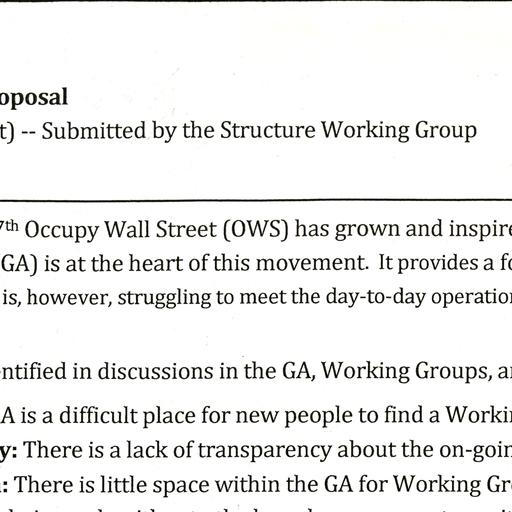 oposal
t) -- Submitted by the Structure Working Group
7th Occupy Wall Street (OWS) has grown and inspire
GA) is at the heart of this movement. It provides a fo
is, however, struggling to meet the day-to-day operation
entified in discussions in the GA, Working Groups, an
A is a difficult place for new people to find a Workin
y: There is a lack of transparency about the on-goin
: There is little space within the GA for Working Gr